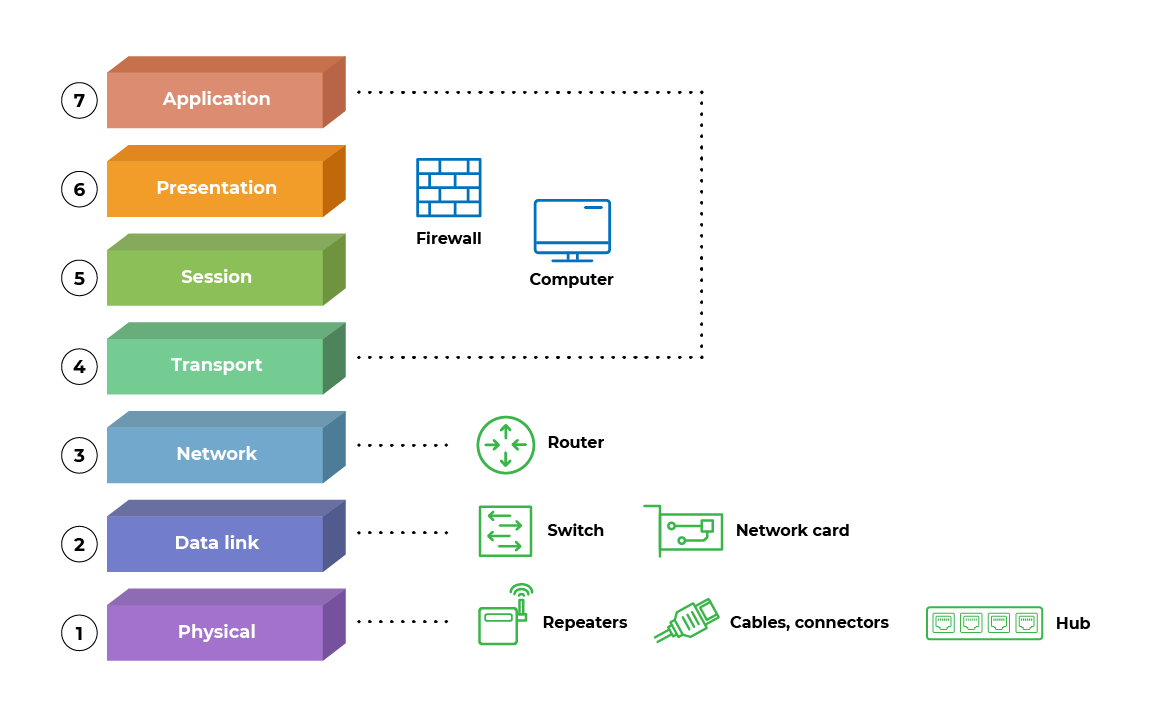 7
Application
6
Presentation
Firewall
Computer
5
Session
4
Transport
3
Network
Router
2
Data link
Switch
Network card
1
Physical
Repeaters
Cables, connectors
Hub